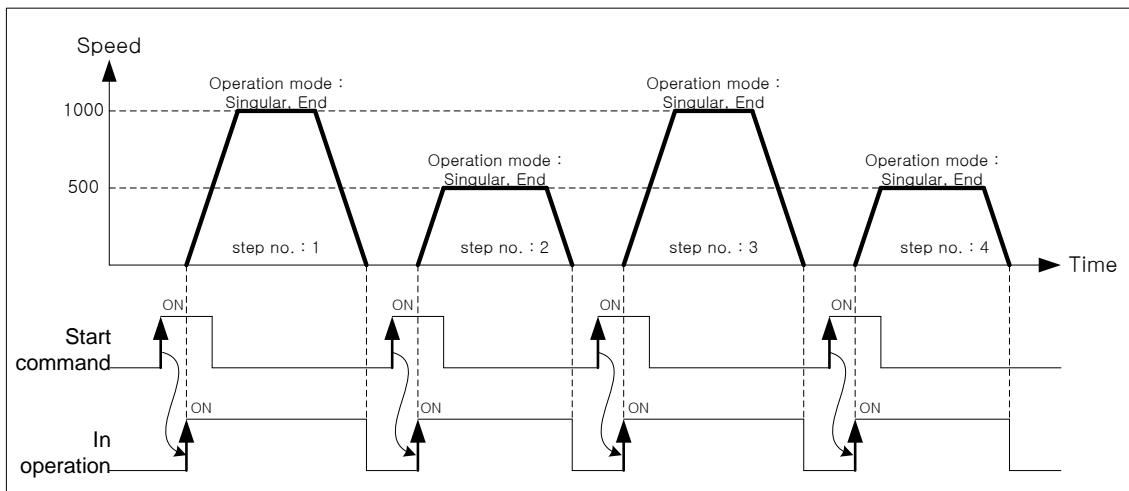 Speed
Operation mode :
Singular, End
Operation mode :
Singular, End
1000
Operation mode :
Singular, End
Operation mode :
Singular, End
500
step no. : 1
step no. : 2
step no. : 3
step no. : 4
Time
ON
ON
ON
ON
Start
command
ON
ON
ON
ON
In
operation